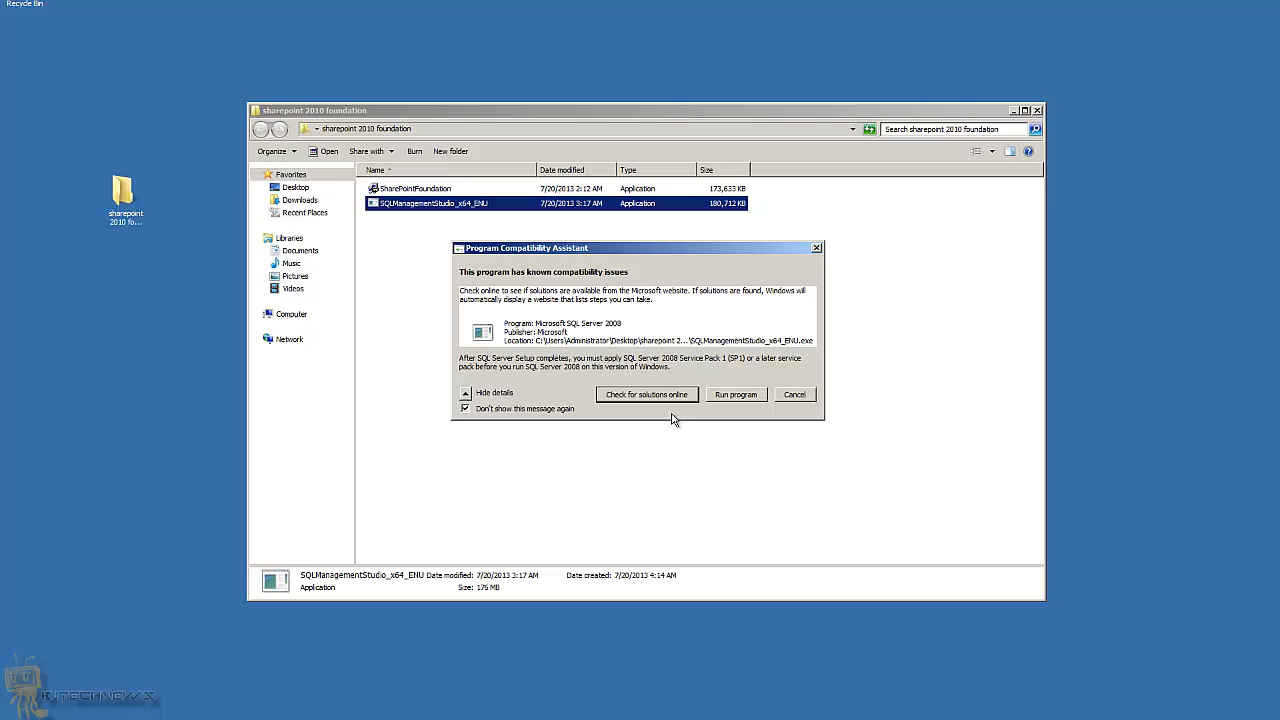 Recycle Bin
sharepoint
2010 fo...
sharepoint 2010 foundation
sharepoint 2010 foundation
Search sharepoint 2010 foundation
Organize Open Share with Burn New folder
Favorites
Desktop
Downloads
Recent Places
Libraries
Documents
Music
Pictures
Videos
Computer
Network
Name Date modified Type Size
SharePointFoundation 7/20/2013 2:12 AM Application 173,633 KB
SQLManagementStudio_x64_ENU 7/20/2013 3:17 AM Application 180,712 KB
Program Compatibility Assistant
This program has known compatibility issues
Check online to see if solutions are available from the Microsoft website. If solutions are found, Windows will
automatically display a website that lists steps you can take.
Program: Microsoft SQL Server 2008
Publisher: Microsoft
Location: C:\Users\Administrator\Desktop\sharepoint 2...\SQLManagementStudio_x64_ENU.exe
After SQL Server Setup completes, you must apply SQL Server 2008 Service Pack 1 (SP1) or a later service
pack before you run SQL Server 2008 on this version of Windows.
Hide details Check for solutions online Run program Cancel
Don't show this message again
SQLManagementStudio_x64_ENU Date modified: 7/20/2013 3:17 AM Date created: 7/20/2013 4:14 AM
Application Size: 176 MB